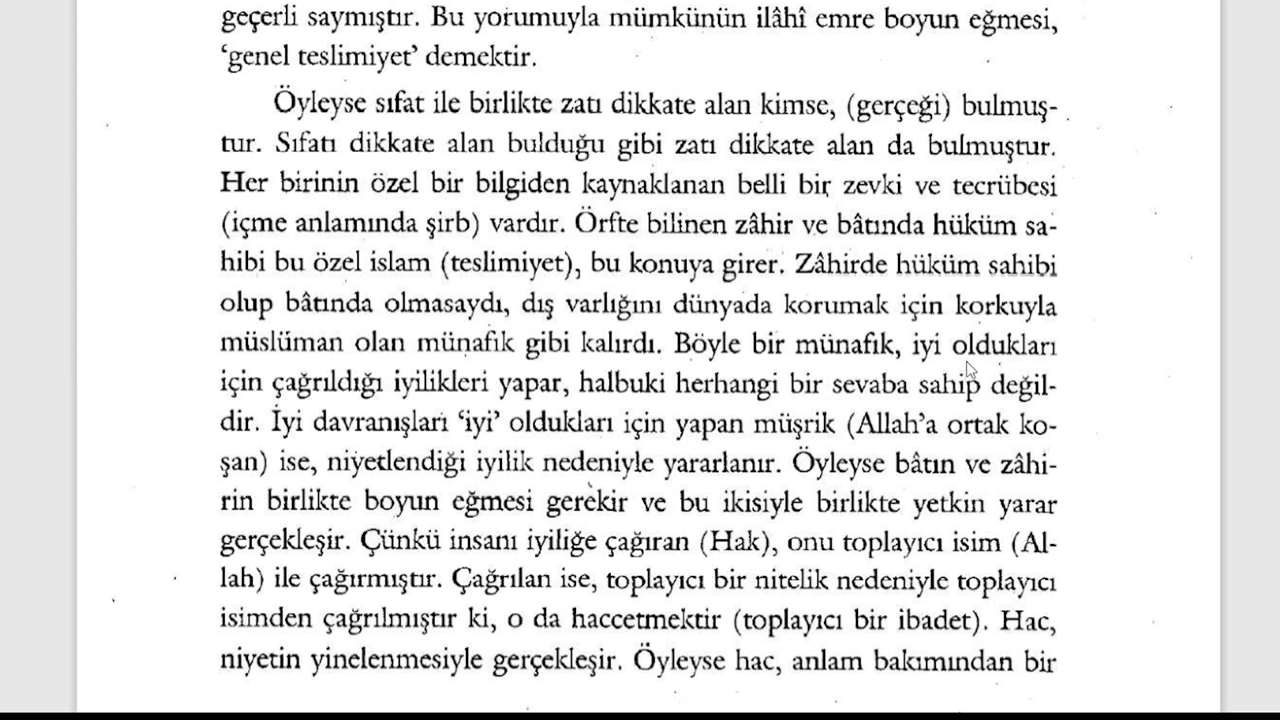 geçerli saymıştır. Bu yorumuyla mümkünün ilâhî emre boyun eğmesi,
‘genel teslimiyet’ demektir.
Öyleyse sıfat ile birlikte zatı dikkate alan kimse, (gerçeği) bulmuş-
tur. Sıfatı dikkate alan bulduğu gibi zatı dikkate alan da bulmuştur.
Her birinin özel bir bilgiden kaynaklanan belli bir zevki ve tecrübesi
(içme anlamında şirb) vardır. Örfte bilinen zâhir ve bâtında hüküm sa-
hibi bu özel islam (teslimiyet), bu konuya girer. Zâhirde hüküm sahibi
olup bâtında olmasaydı, dış varlığını dünyada korumak için korkuyla
müslüman olan münafık gibi kalırdı. Böyle bir münafık, iyi oldukları
için çağrıldığı iyilikleri yapar, halbuki herhangi bir sevaba sahip değil-
dir. İyi davranışları ‘iyi’ oldukları için yapan müşrik (Allah’a ortak ko-
şan) ise, niyetlendiği iyilik nedeniyle yararlanır. Öyleyse bâtın ve zâhi-
rin birlikte boyun eğmesi gerekir ve bu ikisiyle birlikte yetkin yarar
gerçekleşir. Çünkü insanı iyiliğe çağıran (Hak), onu toplayıcı isim (Al-
lah) ile çağırmıştır. Çağrılan ise, toplayıcı bir nitelik nedeniyle toplayıcı
isimden çağrılmıştır ki, o da haccetmektir (toplayıcı bir ibadet). Hac,
niyetin yinelenmesiyle gerçekleşir. Öyleyse hac, anlam bakımından bir